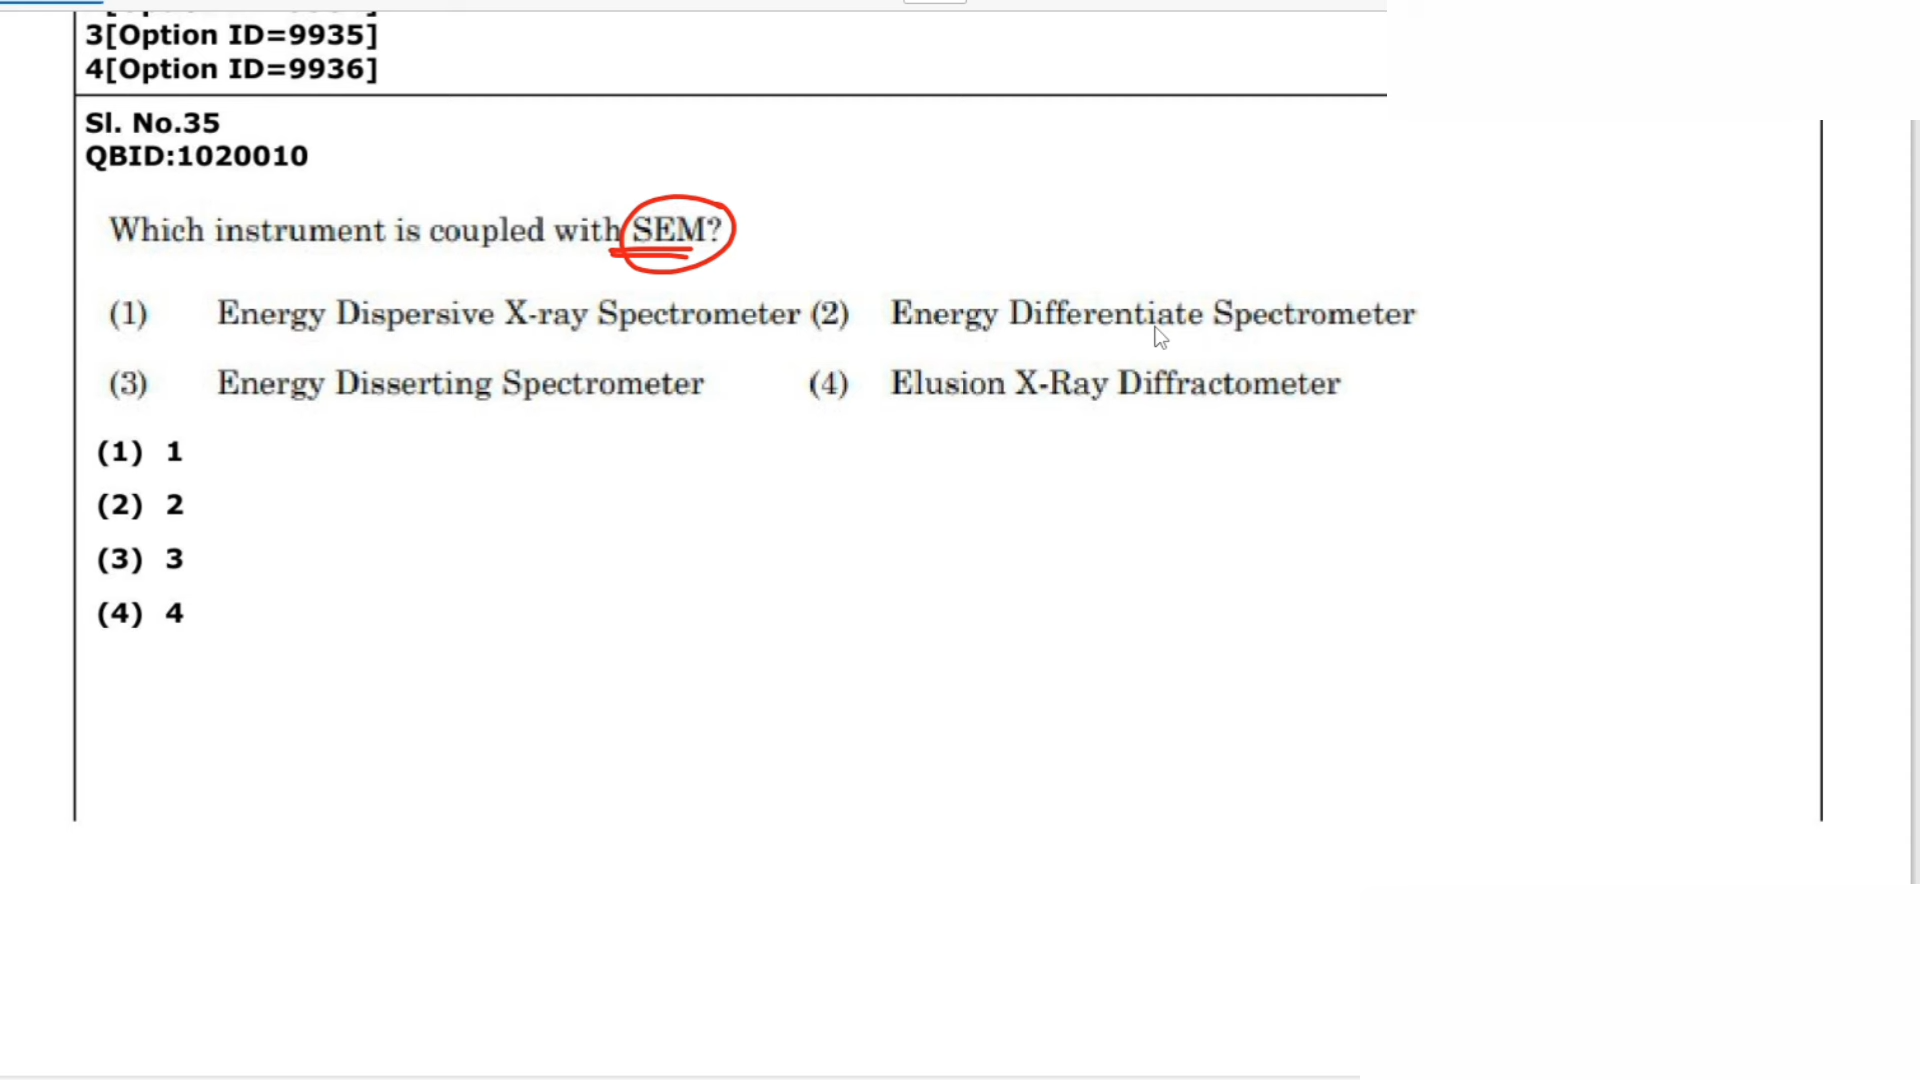 3[Option ID=9935]
4[Option ID=9936]
Sl. No.35
QBID:1020010
Which instrument is coupled with SEM?
(1) Energy Dispersive X-ray Spectrometer (2) Energy Differentiate Spectrometer
(3) Energy Disserting Spectrometer (4) Elusion X-Ray Diffractometer
(1) 1
(2) 2
(3) 3
(4) 4